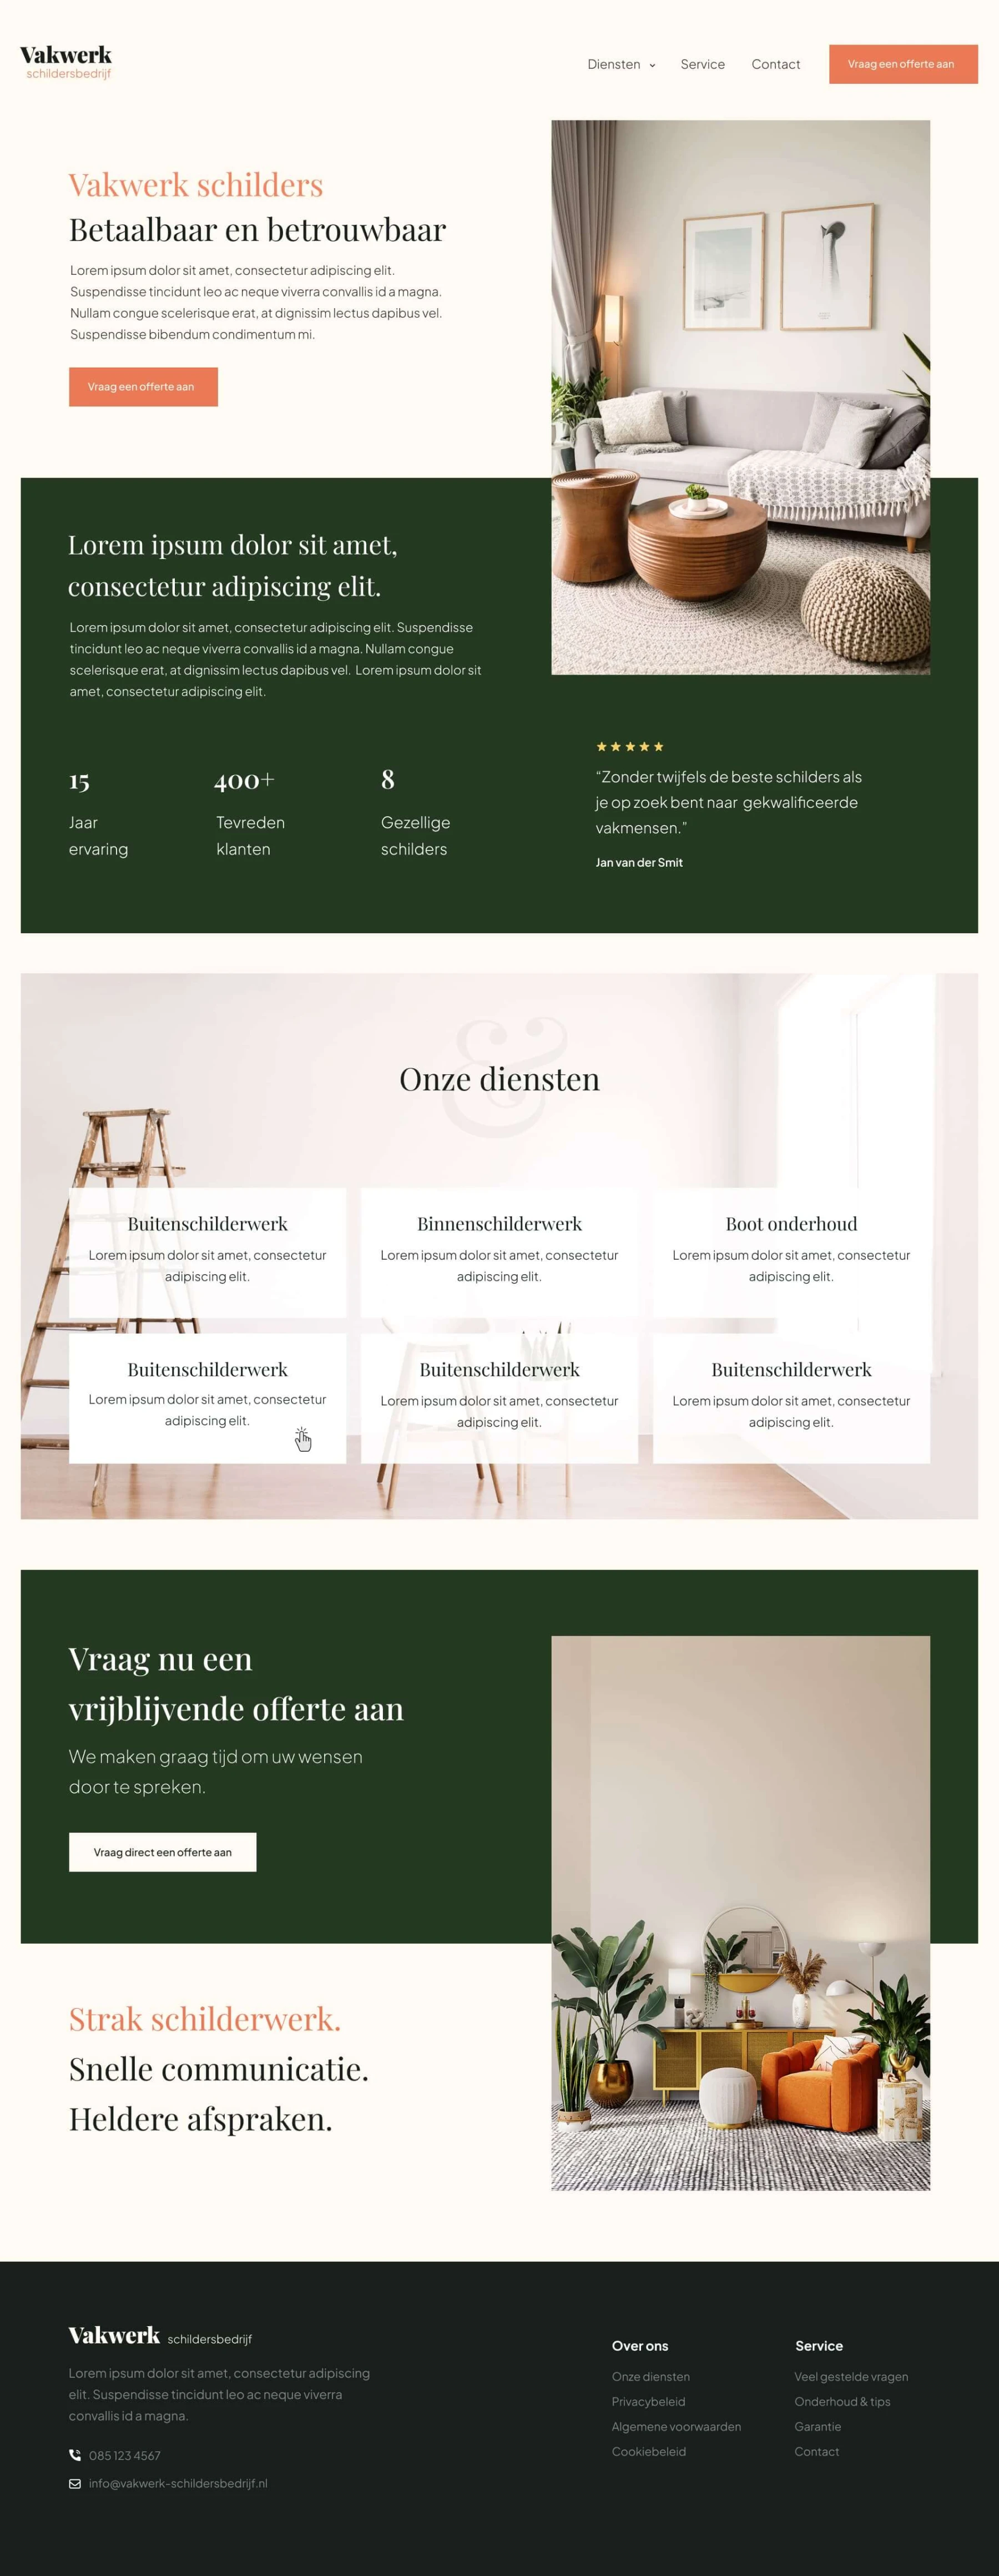 Vakwerk
schildersbedrijf
Diensten
Service
Contact
Vraag een offerte aan
Vakwerk schilders
Betaalbaar en betrouwbaar
Lorem ipsum dolor sit amet, consectetur adipiscing elit.
Suspendisse tincidunt leo ac neque viverra convallis id a magna.
Nullam congue scelerisque erat, at dignissim lectus dapibus vel.
Suspendisse bibendum condimentum mi.
Vraag een offerte aan
Lorem ipsum dolor sit amet,
consectetur adipiscing elit.
Lorem ipsum dolor sit amet, consectetur adipiscing elit. Suspendisse
tincidunt leo ac neque viverra convallis id a magna. Nullam congue
scelerisque erat, at dignissim lectus dapibus vel. Lorem ipsum dolor sit
amet, consectetur adipiscing elit.
15
Jaar
ervaring
400+
Tevreden
klanten
8
Gezellige
schilders
“Zonder twijfels de beste schilders als
je op zoek bent naar gekwalificeerde
vakmensen.”
Jan van der Smit
&
Onze diensten
Buitenschilderwerk
Lorem ipsum dolor sit amet, consectetur
adipiscing elit.
Binnenschilderwerk
Lorem ipsum dolor sit amet, consectetur
adipiscing elit.
Boot onderhoud
Lorem ipsum dolor sit amet, consectetur
adipiscing elit.
Buitenschilderwerk
Lorem ipsum dolor sit amet, consectetur
adipiscing elit.
Buitenschilderwerk
Lorem ipsum dolor sit amet, consectetur
adipiscing elit.
Buitenschilderwerk
Lorem ipsum dolor sit amet, consectetur
adipiscing elit.
Vraag nu een
vrijblijvende offerte aan
We maken graag tijd om uw wensen
door te spreken.
Vraag direct een offerte aan
Strak schilderwerk.
Snelle communicatie.
Heldere afspraken.
Vakwerk schildersbedrijf
Lorem ipsum dolor sit amet, consectetur adipiscing
elit. Suspendisse tincidunt leo ac neque viverra
convallis id a magna.
085 123 4567
info@vakwerk-schildersbedrijf.nl
Over ons
Onze diensten
Privacybeleid
Algemene voorwaarden
Cookiebeleid
Service
Veel gestelde vragen
Onderhoud & tips
Garantie
Contact